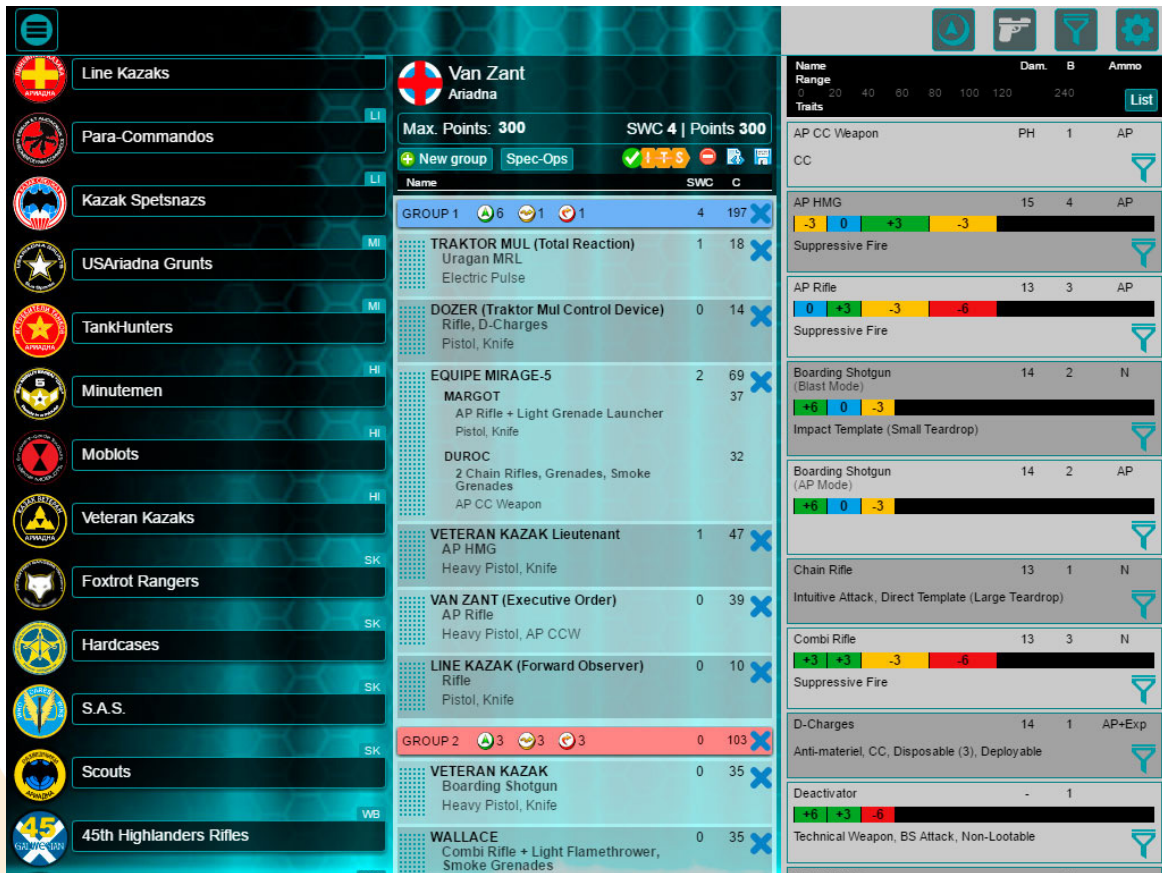 Line Kazaks
LI
Para-Commandos
LI
Kazak Spetsnazs
MI
USAriadna Grunts
MI
TankHunters
HI
Minutemen
HI
Moblots
HI
Veteran Kazaks
SK
Foxtrot Rangers
SK
Hardcases
SK
S.A.S.
SK
Scouts
WB
45th Highlanders Rifles
45
Van Zant
Ariadna
Max. Points: 300 SWC 4 | Points 300
New group Spec-Ops I T S
Name SWC C
GROUP 1 6 1 1 4 197
TRAKTOR MUL (Total Reaction) 1 18
Uragan MRL
Electric Pulse
DOZER (Traktor Mul Control Device) 0 14
Rifle, D-Charges
Pistol, Knife
EQUIPE MIRAGE-5 2 69
MARGOT 37
AP Rifle + Light Grenade Launcher
Pistol, Knife
DUROC 32
2 Chain Rifles, Grenades, Smoke
Grenades
AP CC Weapon
VETERAN KAZAK Lieutenant 1 47
AP HMG
Heavy Pistol, Knife
VAN ZANT (Executive Order) 0 39
AP Rifle
Heavy Pistol, AP CCW
LINE KAZAK (Forward Observer) 0 10
Rifle
Pistol, Knife
GROUP 2 3 3 3 0 103
VETERAN KAZAK 0 35
Boarding Shotgun
Heavy Pistol, Knife
WALLACE 0 35
Combi Rifle + Light Flamethrower,
Smoke Grenades
Name Dam. B Ammo
Range
0 20 40 60 80 100 120 240
Traits
List
AP CC Weapon PH 1 AP
CC
AP HMG 15 4 AP
-3 0 +3 -3
Suppressive Fire
AP Rifle 13 3 AP
0 +3 -3 -6
Suppressive Fire
Boarding Shotgun 14 2 N
(Blast Mode)
+6 0 -3
Impact Template (Small Teardrop)
Boarding Shotgun 14 2 AP
(AP Mode)
+6 0 -3
Chain Rifle 13 1 N
Intuitive Attack, Direct Template (Large Teardrop)
Combi Rifle 13 3 N
+3 +3 -3 -6
Suppressive Fire
D-Charges 14 1 AP+Exp
Anti-materiel, CC, Disposable (3), Deployable
Deactivator - 1
+6 +3 -6
Technical Weapon, BS Attack, Non-Lootable